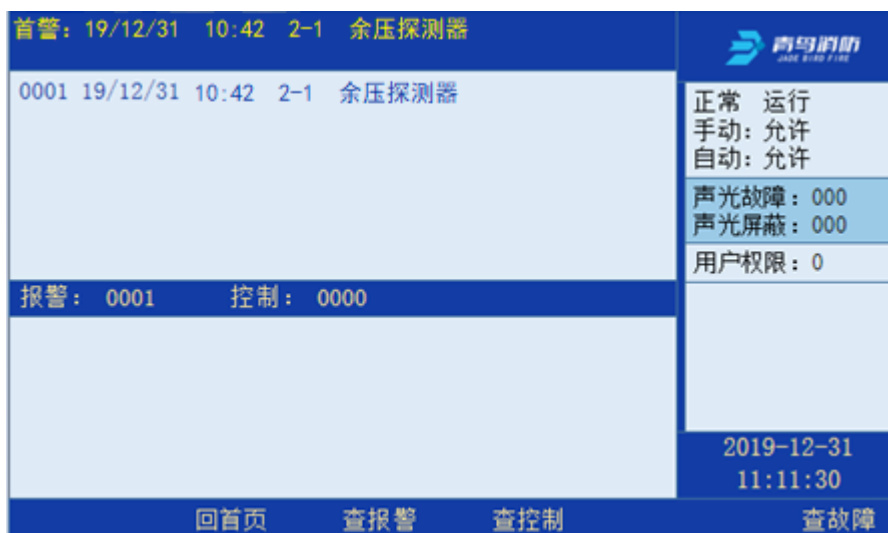 首警: 19/12/31 10:42 2-1 余压探测器
0001 19/12/31 10:42 2-1 余压探测器
报警: 0001 控制: 0000
回首页 查报警 查控制 查故障
青鸟消防
JADE BIRD FIRE
正常 运行
手动: 允许
自动: 允许
声光故障: 000
声光屏蔽: 000
用户权限: 0
2019-12-31
11:11:30